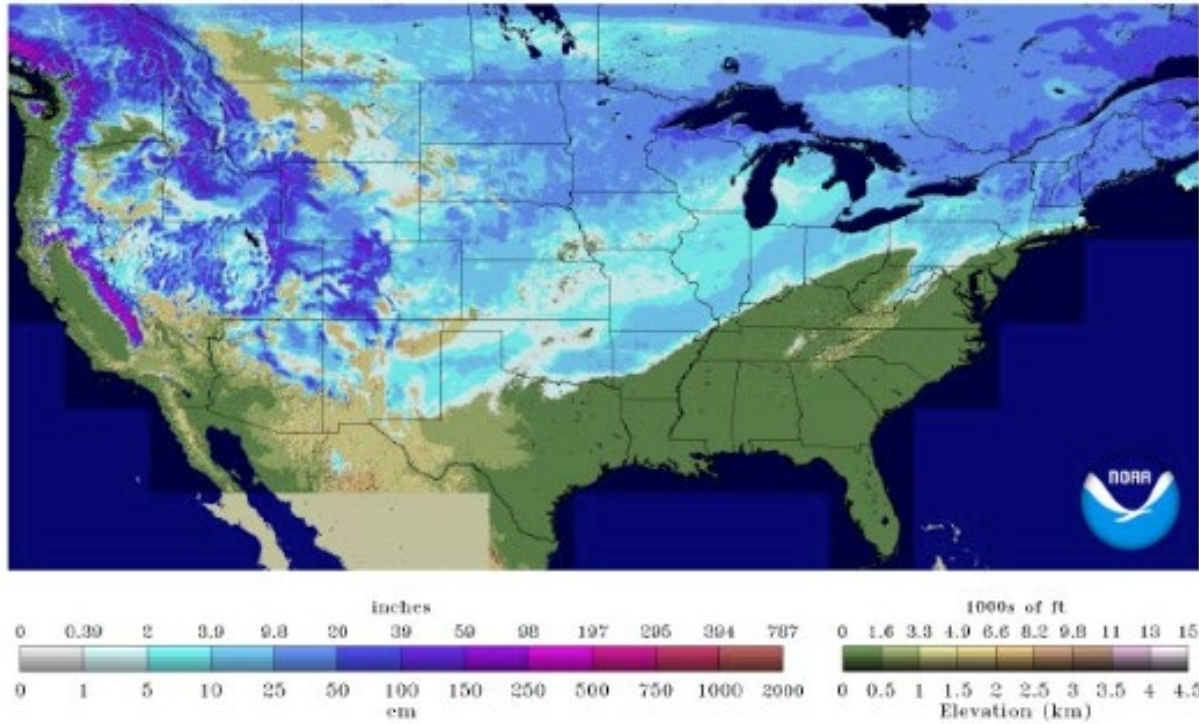 NOAA
inches
0 0.39 2 3.9 9.8 20 39 59 98 197 295 394 787
0 1 5 10 25 50 100 150 250 500 750 1000 2000
cm
1000s of ft
0 1.6 3.3 4.9 6.6 8.2 9.8 11 13 15
0 0.5 1 1.5 2 2.5 3 3.5 4 4.5
Elevation (km)